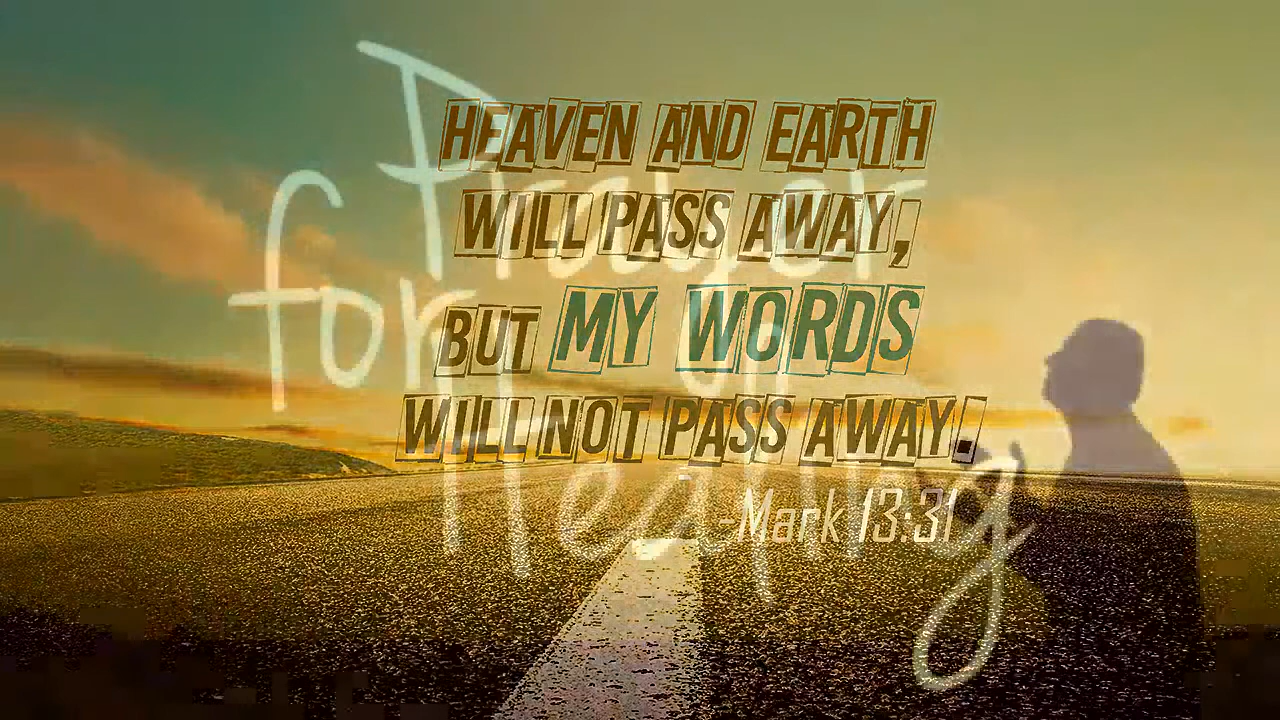 HEAVEN AND EARTH
WILL PASS AWAY,
BUT MY WORDS
WILL NOT PASS AWAY.
-Mark 13:31
Prayer
for
Healing